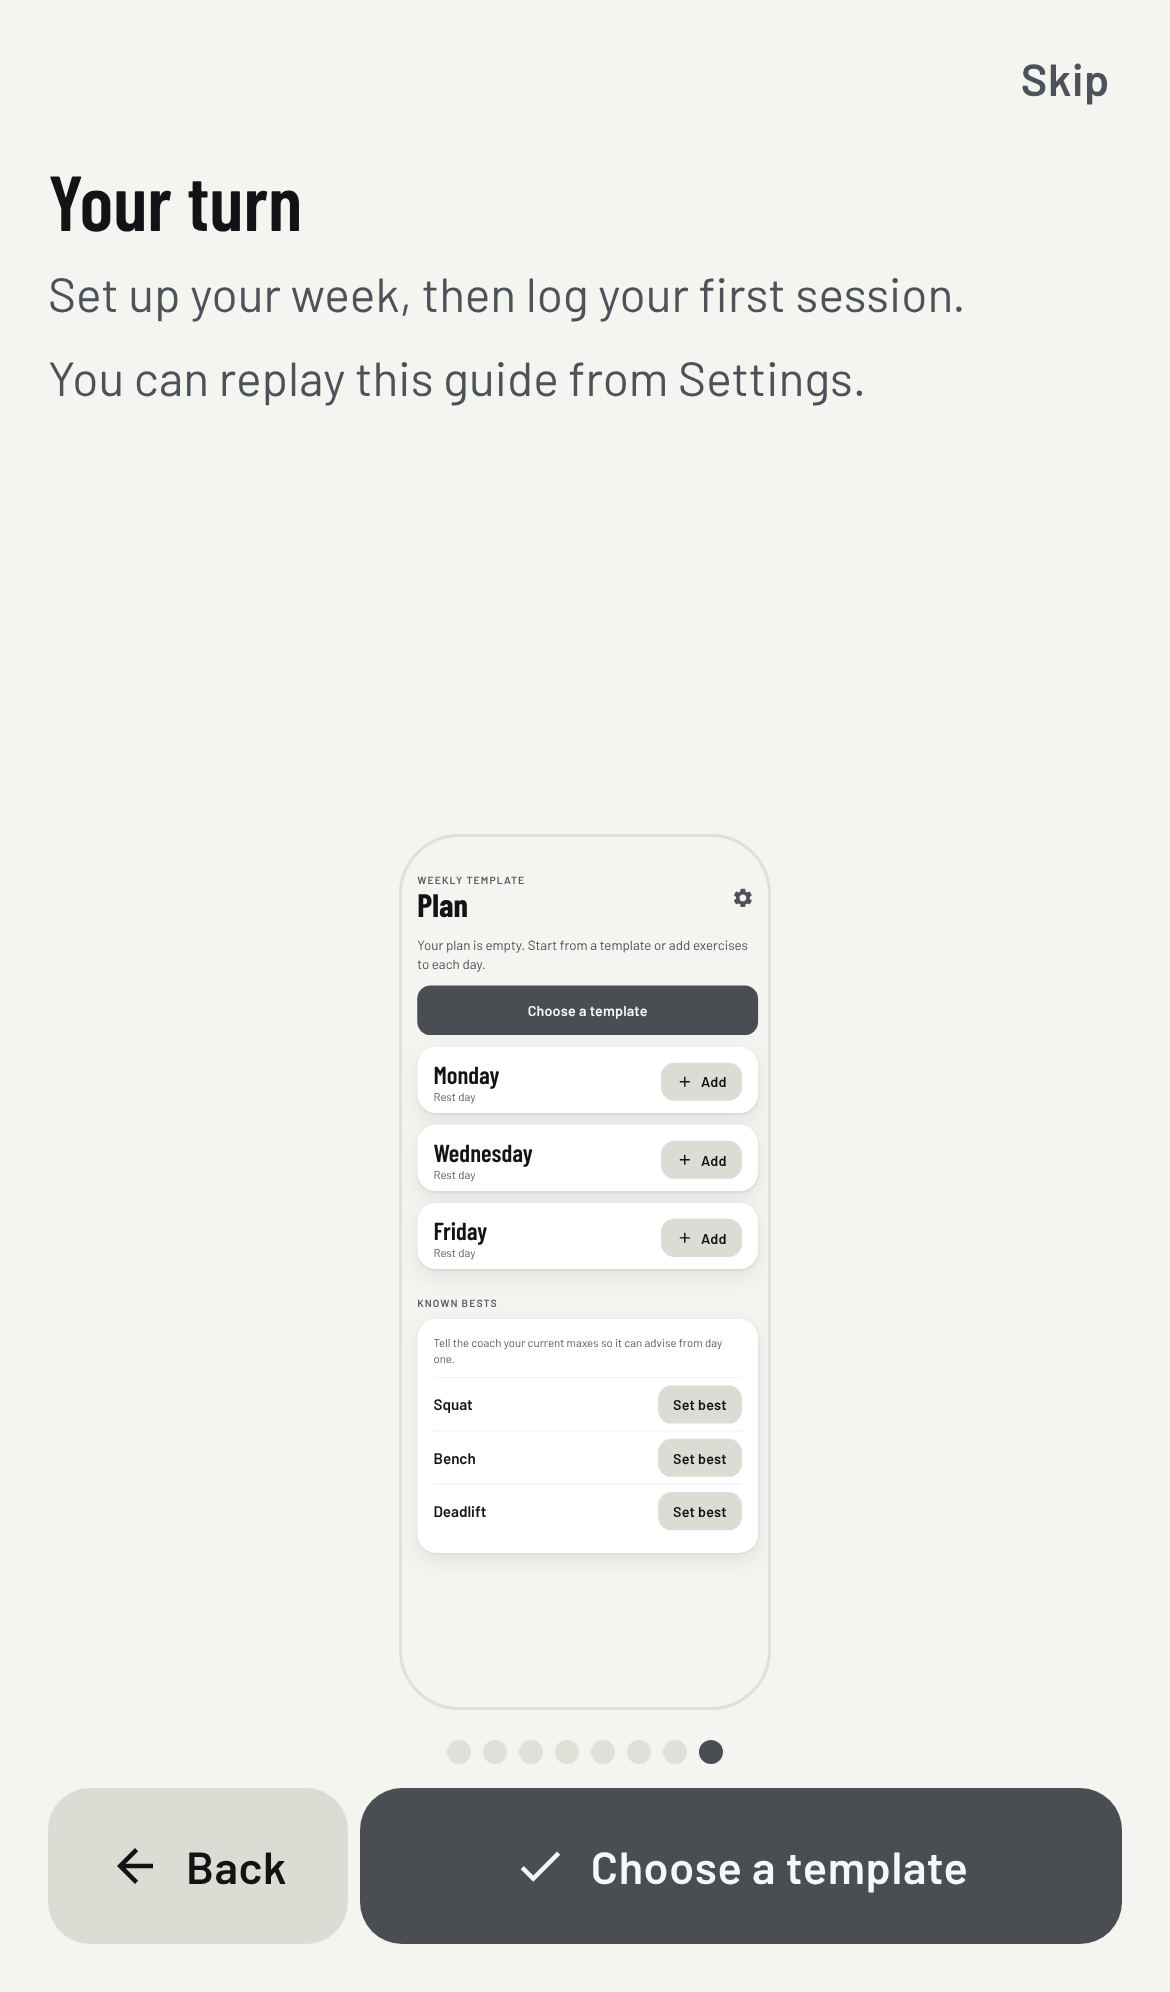 Skip
Your turn
Set up your week, then log your first session.
You can replay this guide from Settings.
WEEKLY TEMPLATE
Plan
Your plan is empty. Start from a template or add exercises
to each day.
Choose a template
Monday
Rest day
+ Add
Wednesday
Rest day
+ Add
Friday
Rest day
+ Add
KNOWN BESTS
Tell the coach your current maxes so it can advise from day
one.
Squat
Set best
Bench
Set best
Deadlift
Set best
Back
Choose a template